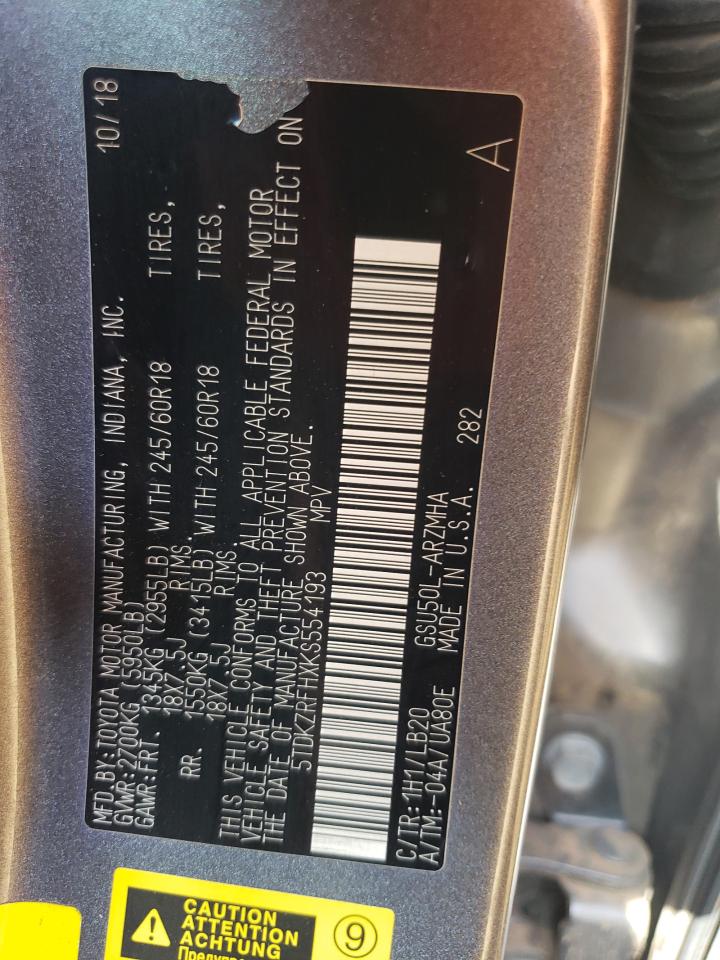 10/18
MFD.BY:TOYOTA MOTOR MANUFACTURING, INDIANA, INC.
GVWR:2700KG (5950LB)
GAWR:FRT. 1345KG (2955LB) WITH 245/60R18 TIRES,
18X7.5J RIMS.
RR. 1550KG (3415LB) WITH 245/60R18 TIRES,
18X7.5J RIMS.
THIS VEHICLE CONFORMS TO ALL APPLICABLE FEDERAL MOTOR
VEHICLE SAFETY AND THEFT PREVENTION STANDARDS IN EFFECT ON
THE DATE OF MANUFACTURE SHOWN ABOVE.
5TDKZRFHXKS554193 MPV
C/TR:1H1/LB20 GSU50L-ARZMHA
A/TM:-04A/UA80E MADE IN U.S.A. 282
A
CAUTION
ATTENTION
ACHTUNG
9